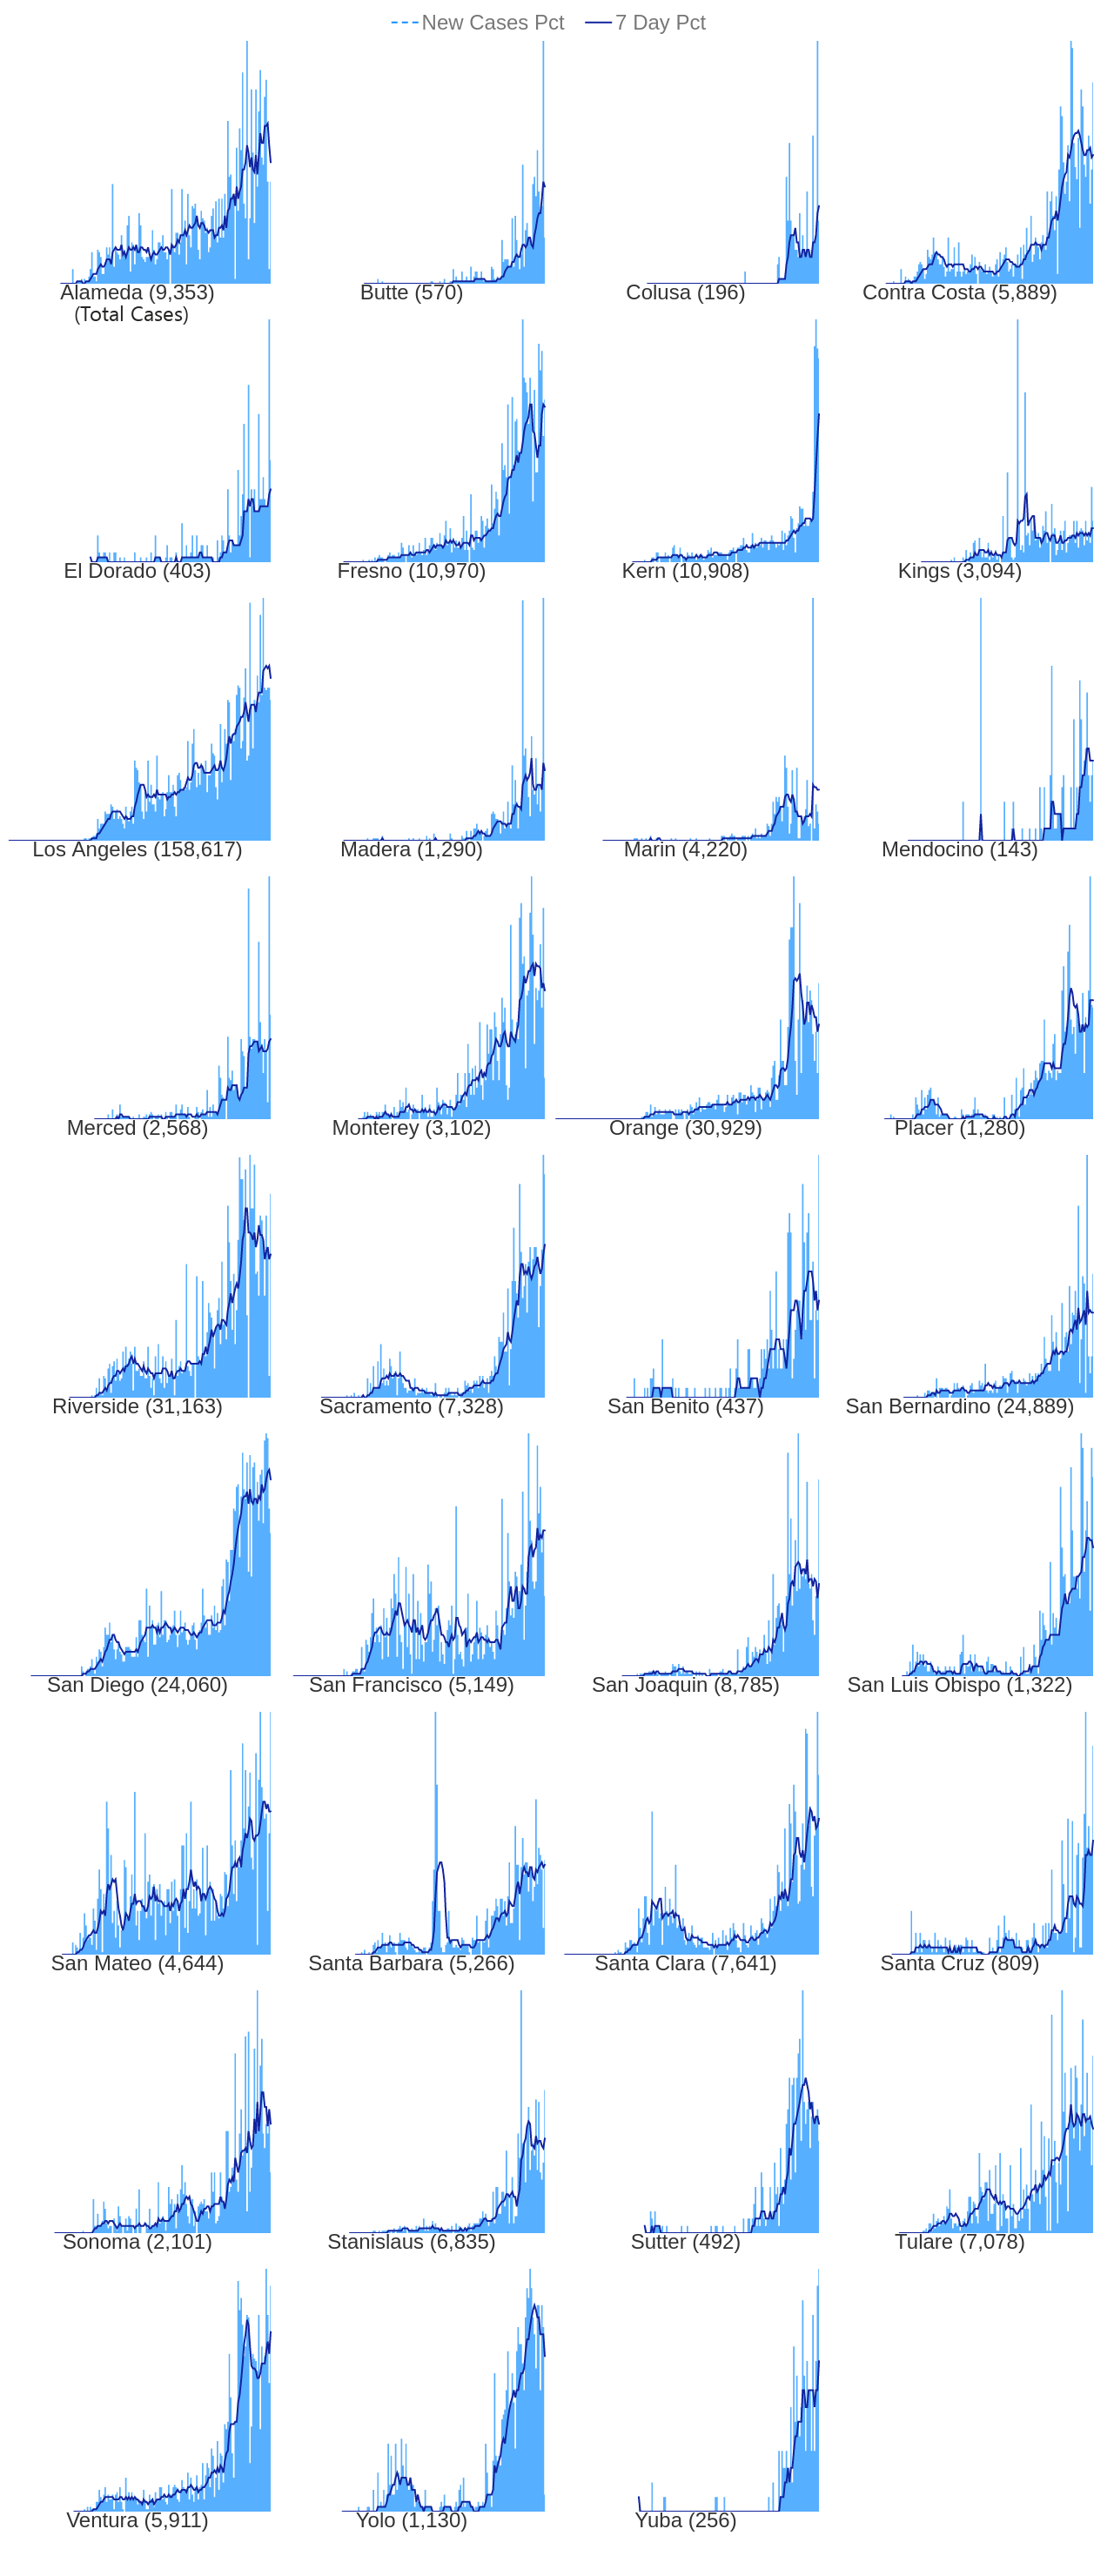 New Cases Pct 7 Day Pct
Alameda (9,353) Butte (570) Colusa (196) Contra Costa (5,889)
(Total Cases)
El Dorado (403) Fresno (10,970) Kern (10,908) Kings (3,094)
Los Angeles (158,617) Madera (1,290) Marin (4,220) Mendocino (143)
Merced (2,568) Monterey (3,102) Orange (30,929) Placer (1,280)
Riverside (31,163) Sacramento (7,328) San Benito (437) San Bernardino (24,889)
San Diego (24,060) San Francisco (5,149) San Joaquin (8,785) San Luis Obispo (1,322)
San Mateo (4,644) Santa Barbara (5,266) Santa Clara (7,641) Santa Cruz (809)
Sonoma (2,101) Stanislaus (6,835) Sutter (492) Tulare (7,078)
Ventura (5,911) Yolo (1,130) Yuba (256)